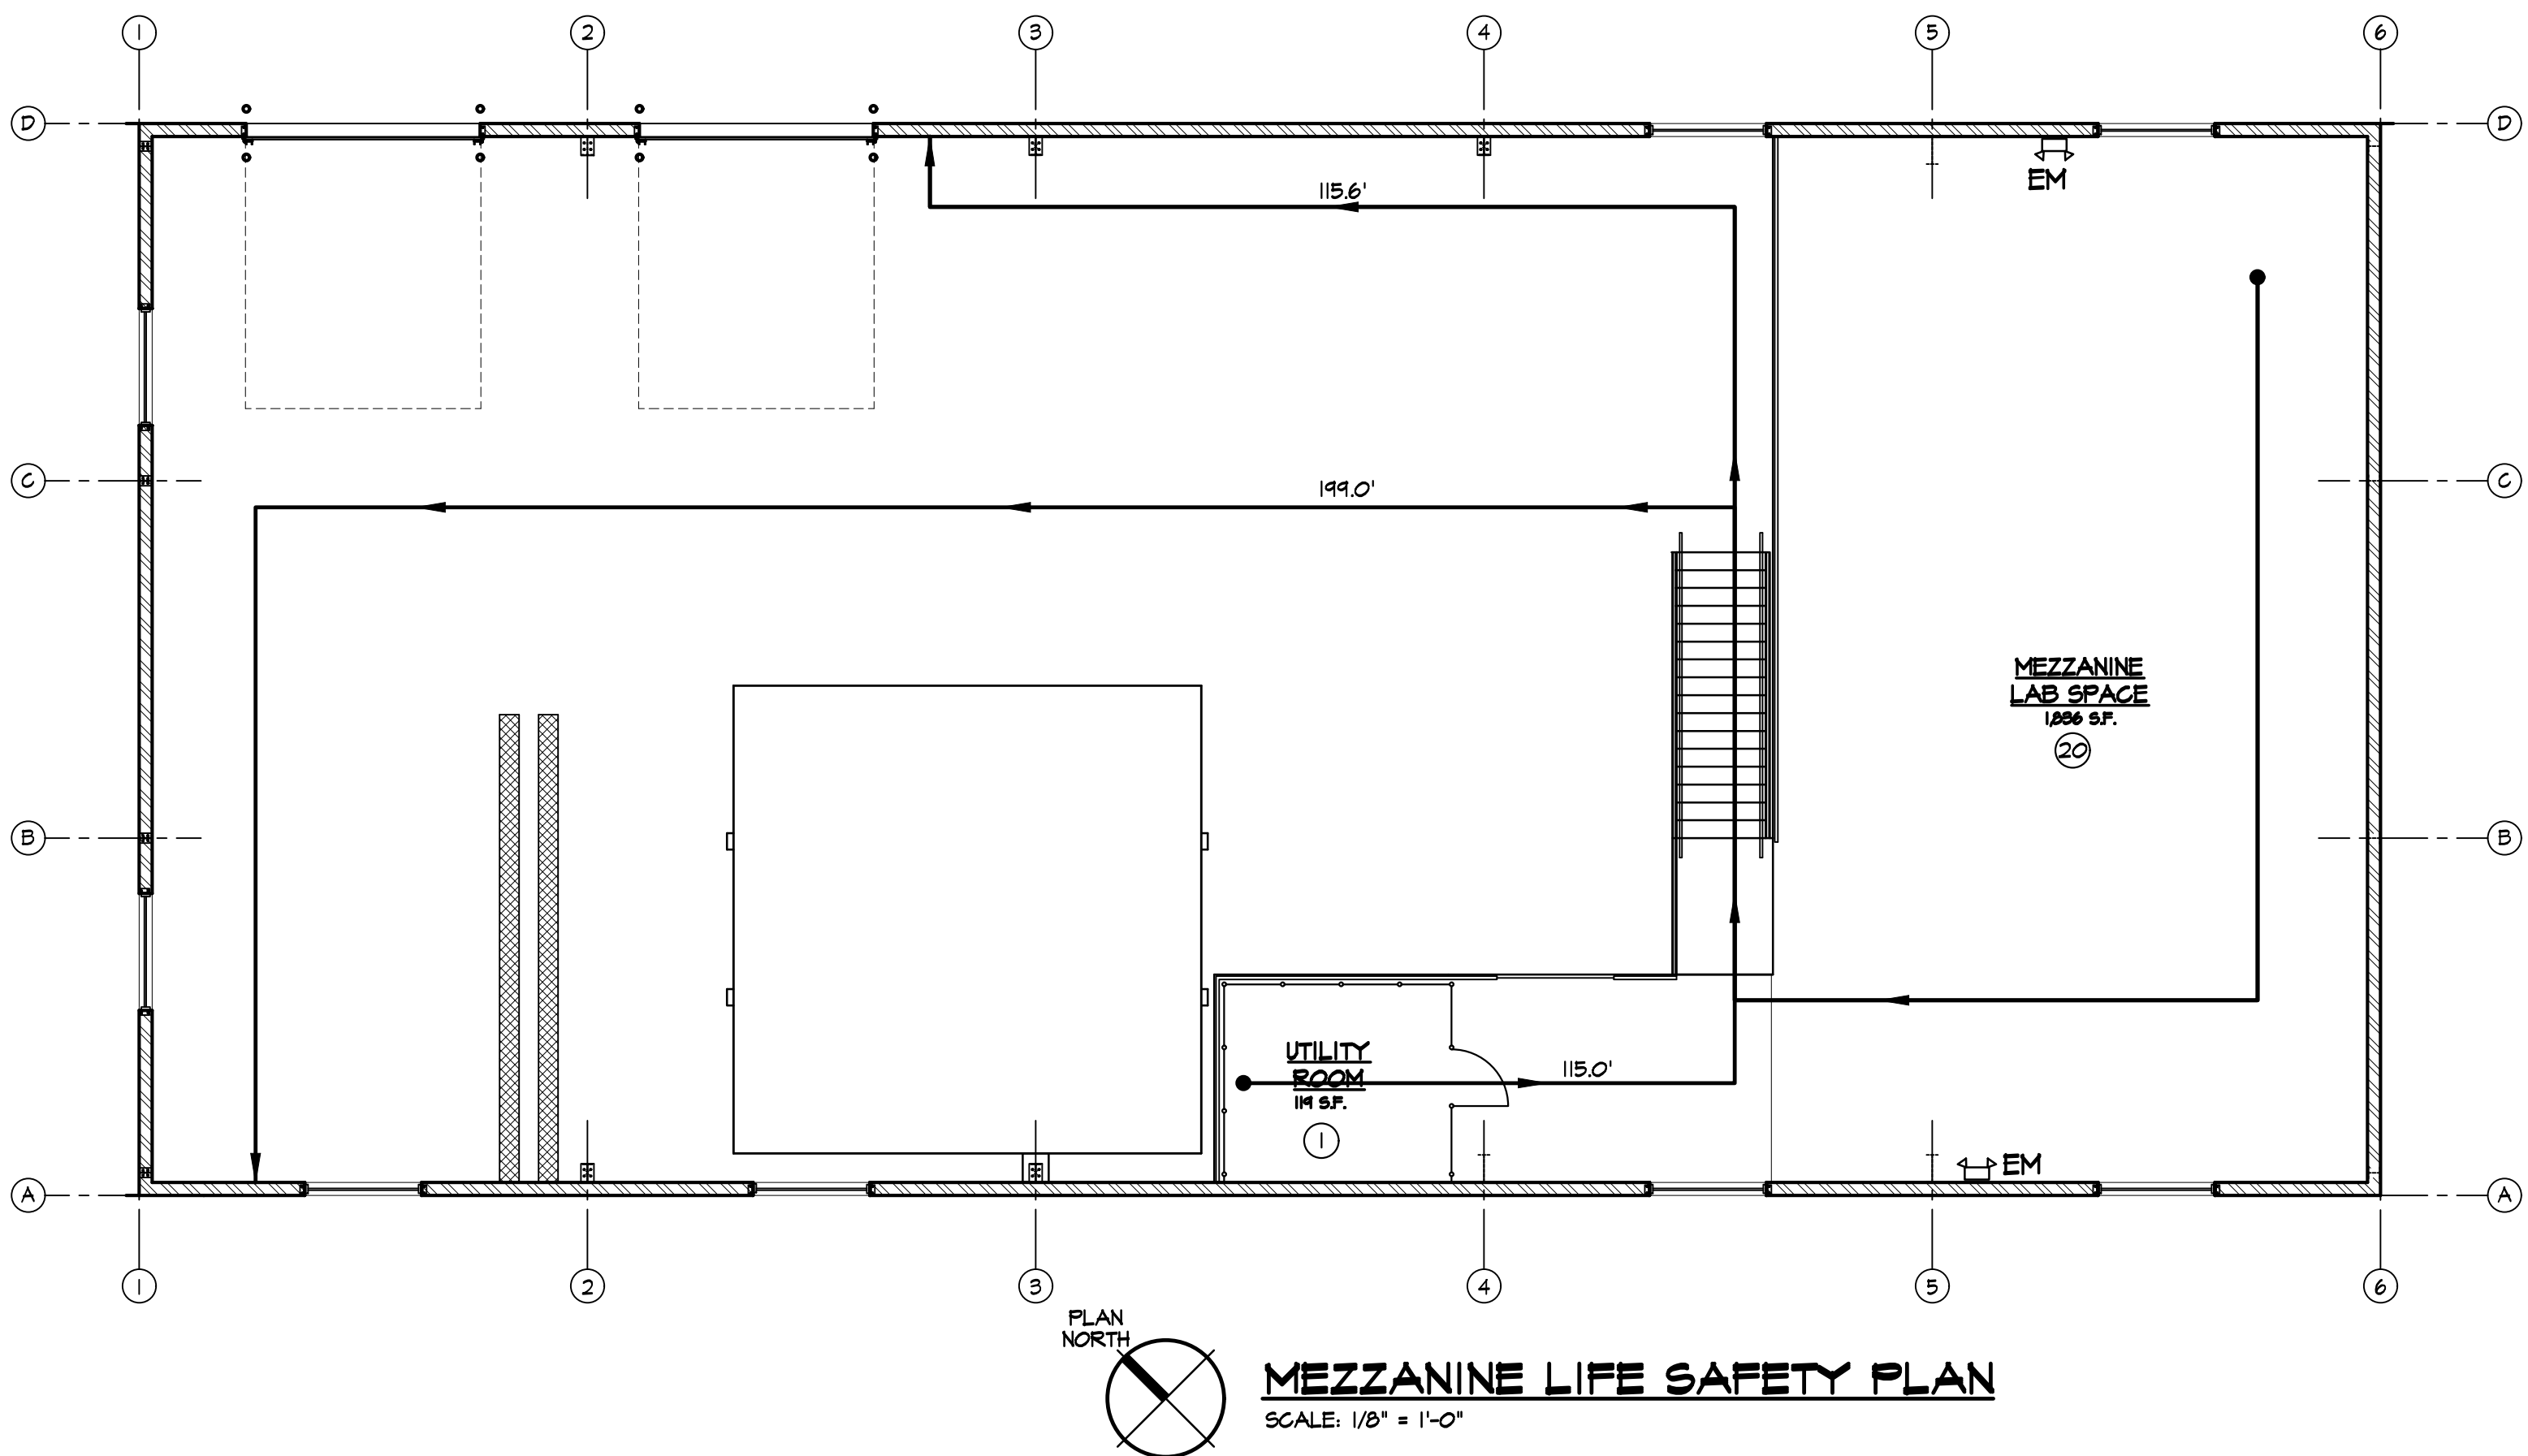 1 2 3 4 5 6
D D
115.6'
EM
C C
199.0'
MEZZANINE
LAB SPACE
1,836 S.F.
20
B B
UTILITY
ROOM
119 S.F.
1
115.0'
EM
A A
1 2 3 4 5 6
PLAN
NORTH
MEZZANINE LIFE SAFETY PLAN
SCALE: 1/8" = 1'-0"